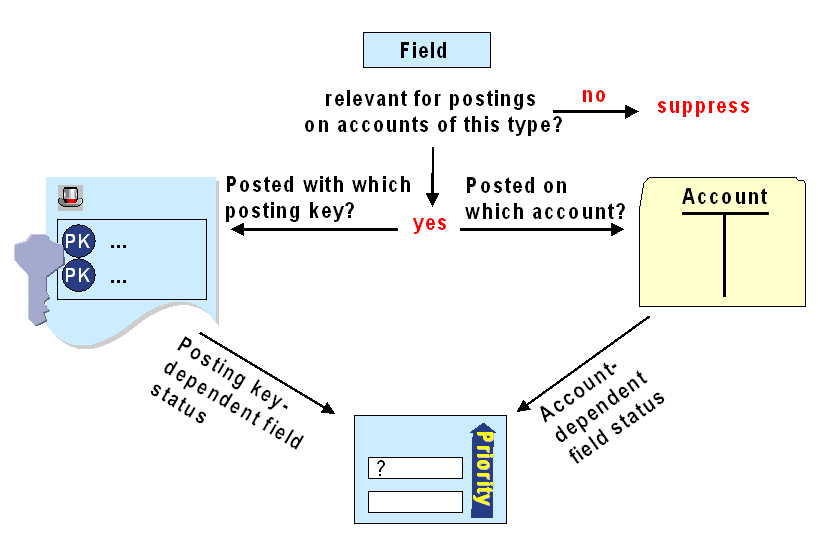 Field
relevant for postings
on accounts of this type?
no
suppress
Posted with which
posting key?
yes
Posted on
which account?
Account
PK ...
PK ...
Posting key-
dependent field
status
Account-
dependent
field status
?
Priority